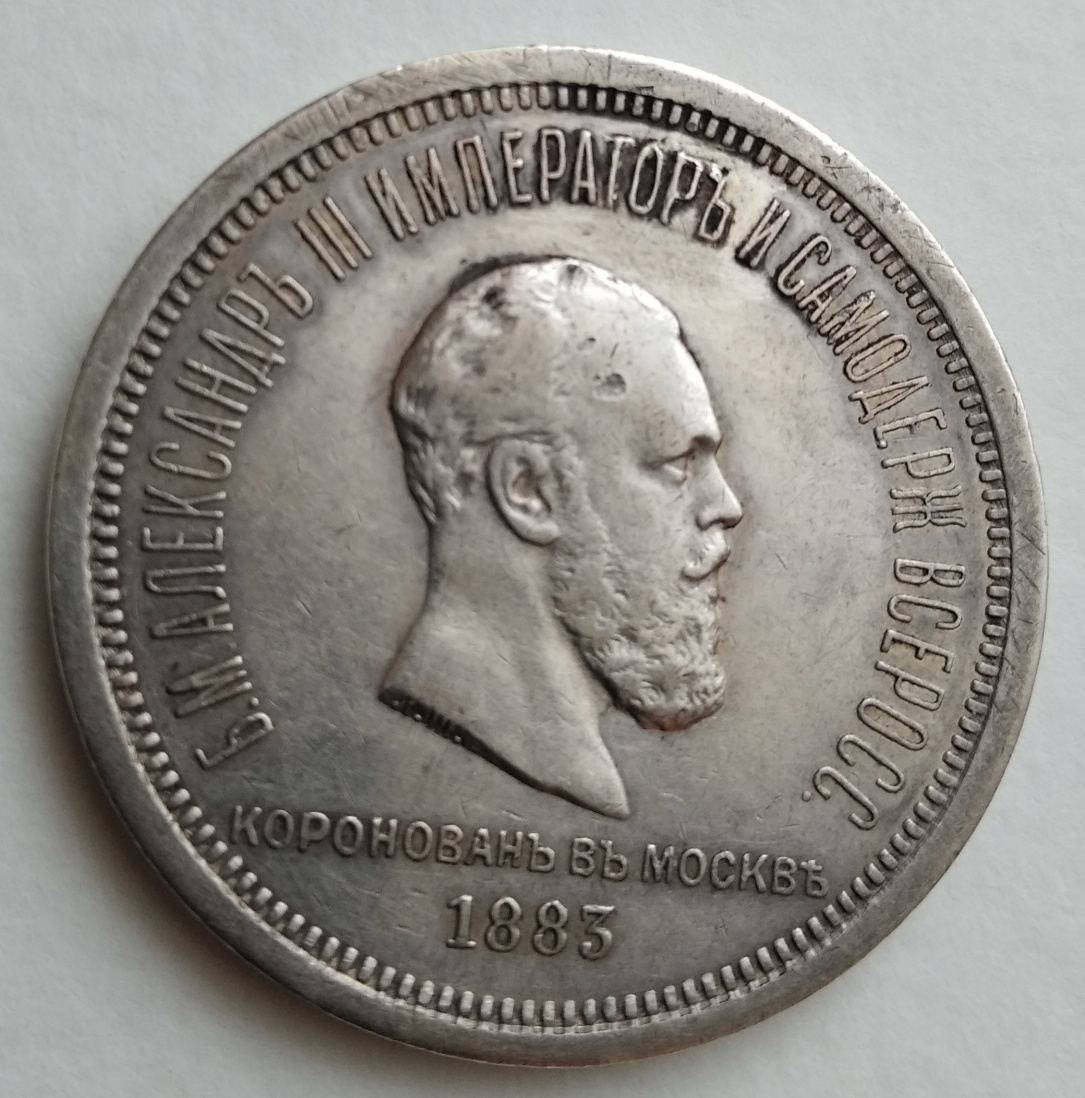 Б.М.АЛЕКСАНДРЪ III ИМПЕРАТОРЪ И САМОДЕРЖ ВСЕРОСС.
КОРОНОВАНЪ ВЪ МОСКВѢ
1883